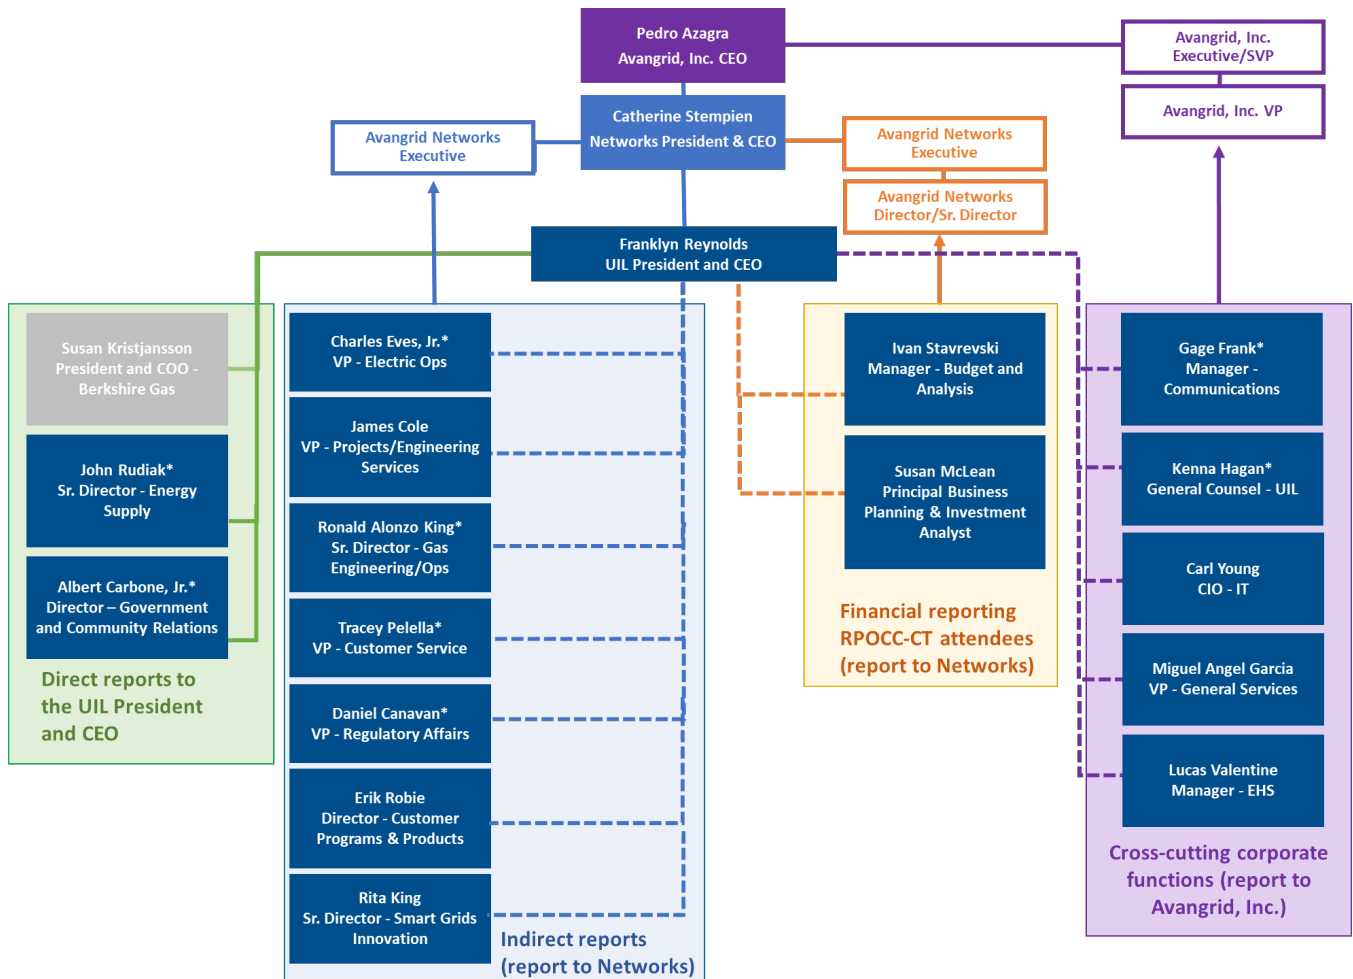 Pedro Azagra
Avangrid, Inc. CEO
Avangrid, Inc.
Executive/SVP
Avangrid, Inc. VP
Catherine Stempien
Networks President & CEO
Avangrid Networks
Executive
Avangrid Networks
Executive
Avangrid Networks
Director/Sr. Director
Franklyn Reynolds
UIL President and CEO
Susan Kristjansson
President and COO -
Berkshire Gas
John Rudiak*
Sr. Director - Energy
Supply
Albert Carbone, Jr.*
Director – Government
and Community Relations
Direct reports to
the UIL President
and CEO
Charles Eves, Jr.*
VP - Electric Ops
James Cole
VP - Projects/Engineering
Services
Ronald Alonzo King*
Sr. Director - Gas
Engineering/Ops
Tracey Pelella*
VP - Customer Service
Daniel Canavan*
VP - Regulatory Affairs
Erik Robie
Director - Customer
Programs & Products
Rita King
Sr. Director - Smart Grids
Innovation
Indirect reports
(report to Networks)
Ivan Stavrevski
Manager - Budget and
Analysis
Susan McLean
Principal Business
Planning & Investment
Analyst
Financial reporting
RPOCC-CT attendees
(report to Networks)
Gage Frank*
Manager -
Communications
Kenna Hagan*
General Counsel - UIL
Carl Young
CIO - IT
Miguel Angel Garcia
VP - General Services
Lucas Valentine
Manager - EHS
Cross-cutting corporate
functions (report to
Avangrid, Inc.)